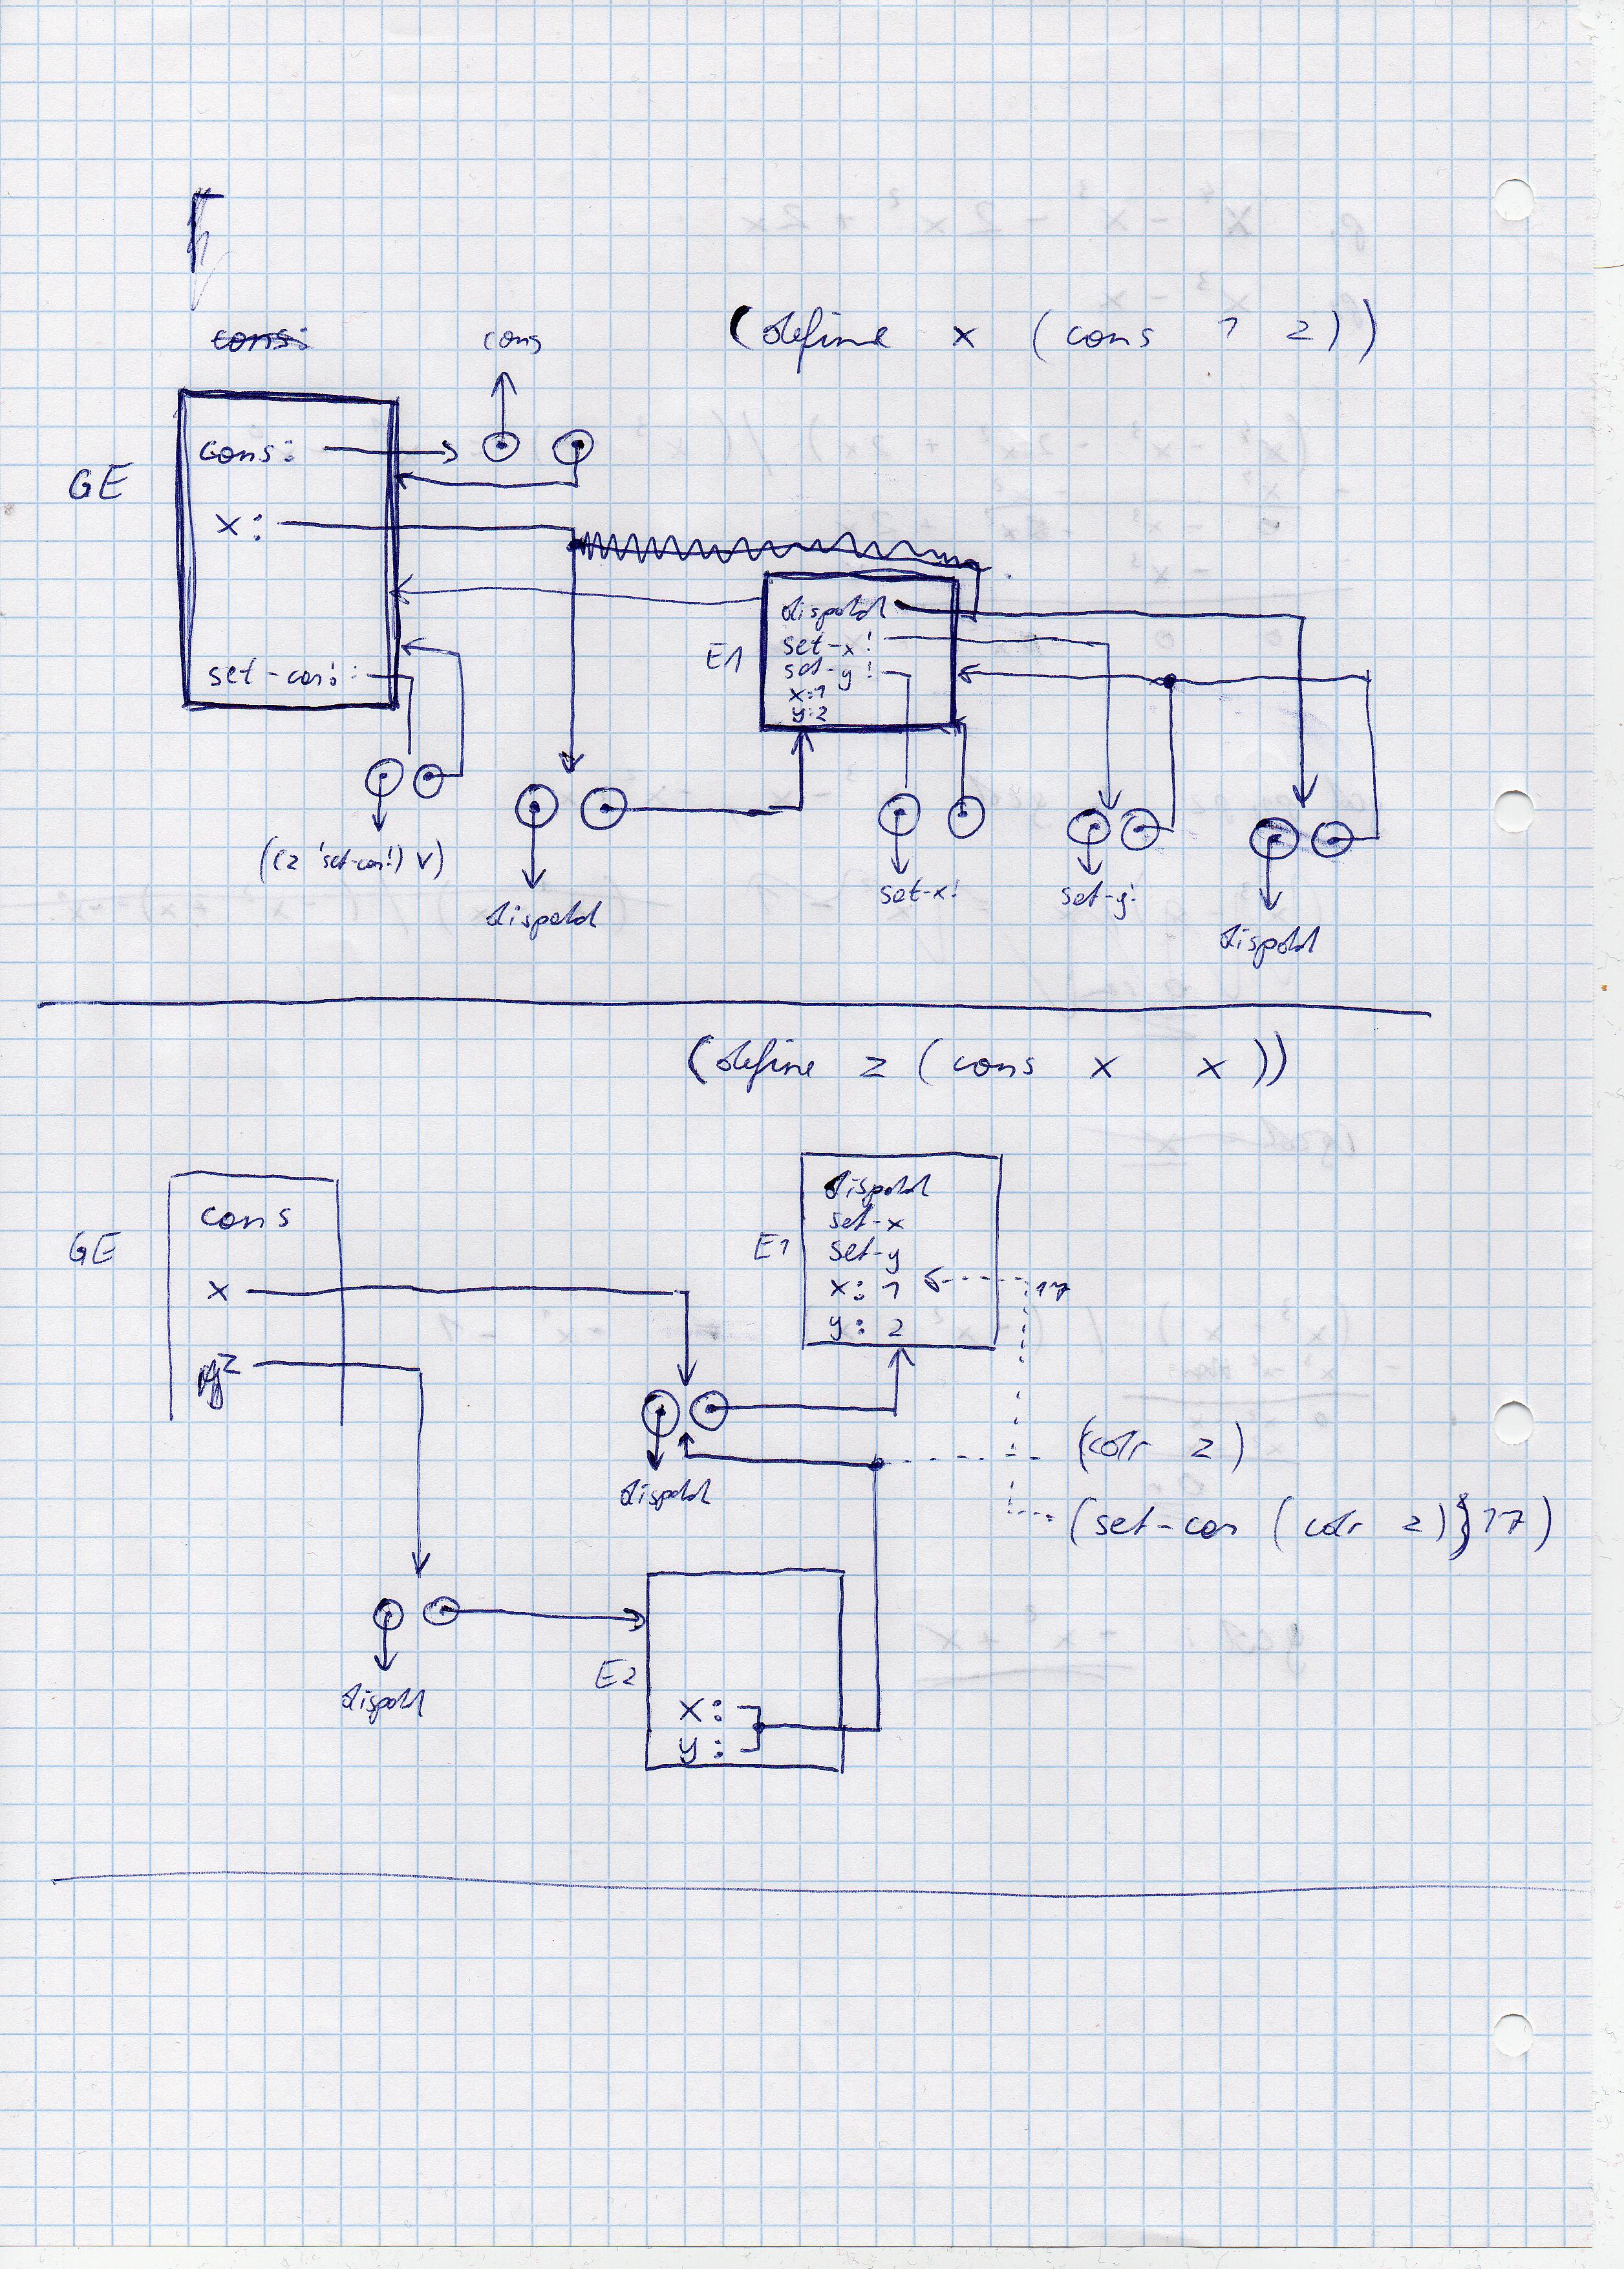 cons:
cons
(define x (cons 1 2))
GE
cons:
x:
set-car!:
E1
dispatch
set-x!
set-y!
x:1
y:2
((z 'set-car!) v)
dispatch
set-x!
set-y!
dispatch
(define z (cons x x))
GE
cons
x
z
E1
dispatch
set-x
set-y
x: 1
y: 2
17
dispatch
(cdr z)
(set-car (cdr z) 17)
dispatch
E2
x:
y: